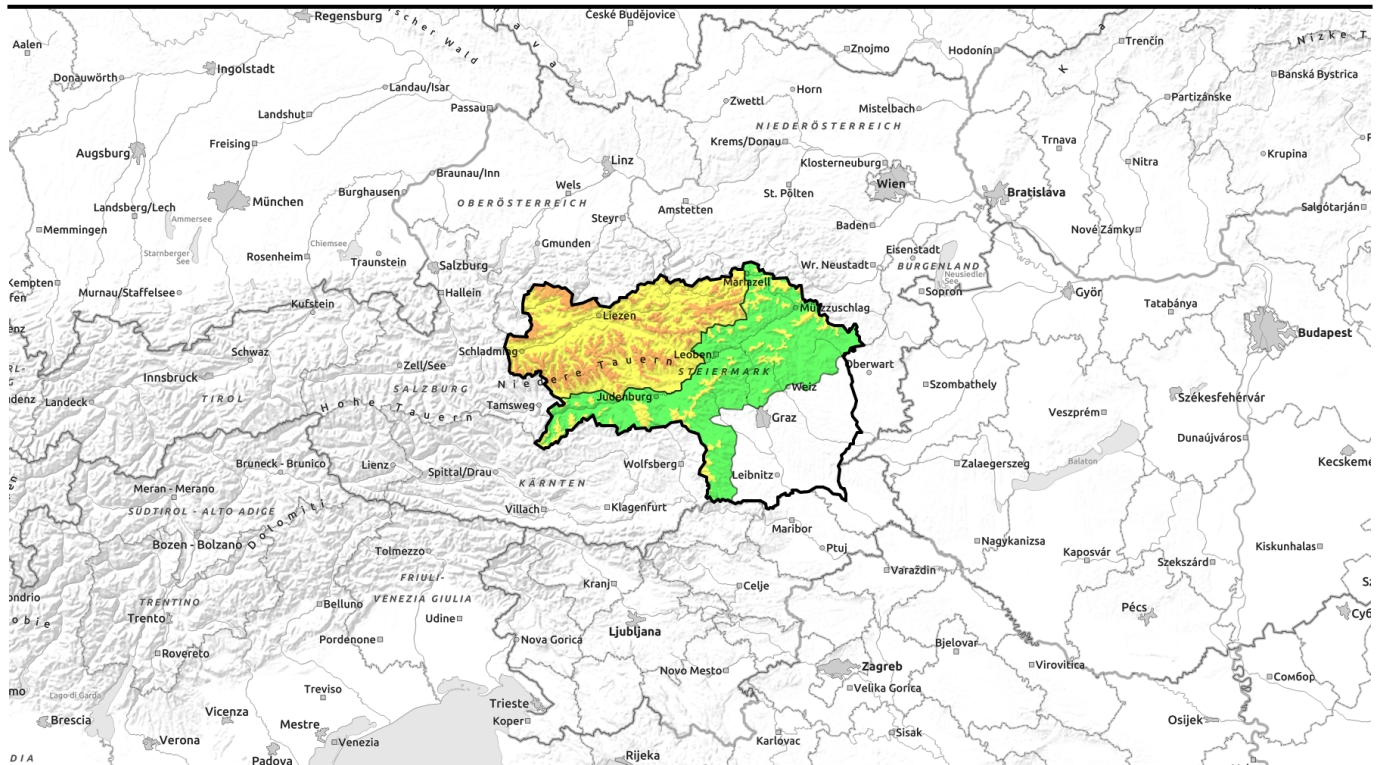 Regensburg
České Budějovice
scher Wald
Aalen
Znojmo
Hodonín
Trenčín
Nízke T
Donauwörth
Ingolstadt
Banská Bystrica
Landau/Isar
Zwettl
Horn
Partizánske
Landshut
Passau
Mistelbach
NIEDERÖSTERREICH
Freising
Krems/Donau
Trnava
Augsburg
Linz
Klosterneuburg
Nitra
Krupina
Braunau/Inn
Wien
München
Burghausen
Wels
St. Pölten
Bratislava
Landsberg/Lech
Ammersee
OBERÖSTERREICH
Steyr
Amstetten
Salgótarján
Memmingen
Baden
Nové Zámky
Starnberger
See
Chiemsee
Gmunden
Eisenstadt
Rosenheim
Traunstein
Salzburg
Wr. Neustadt
BURGENLAND
Neusiedler
See
Kempten
Murnau/Staffelsee
Hallein
Mariazell
Sopron
Győr
Kufstein
Liezen
Mürzzuschlag
Tatabánya
Budapest
Schwaz
Schladming
Leoben
Zell/See
Niedere Tauern
STEIERMARK
Oberwart
Innsbruck
SALZBURG
Weiz
Szombathely
Landeck
TIROL
Tamsweg
Judenburg
Székesfehérvár
Hohe Tauern
Graz
Veszprém
Dunaújváros
Bruneck - Brunico
Lienz
Spittal/Drau
Wolfsberg
Leibnitz
Zalaegerszeg
Balaton
Kecskemé
Meran - Merano
KÄRNTEN
SÜDTIROL - ALTO ADIGE
Villach
Klagenfurt
Dolomiti
Maribor
Bozen - Bolzano
Tolmezzo
Ptuj
Nagykanizsa
Kaposvár
Kiskunhalas
Szekszárd
FRIULI-
VENEZIA GIULIA
Kranj
Celje
Varaždin
ondrio
TRENTINO
Belluno
Trento
Udine
Pécs
Ljubljana
Nova Gorica
Pordenone
Bjelovar
Rovereto
Novo Mesto
Zagreb
Virovitica
Lago di Garda
Treviso
Trieste
Velika Gorica
Сомбор
Brescia
Vicenza
Mestre
Koper
Osijek
Verona
Venezia
Karlovac
Sisak
Padova
Rijeka
DIA